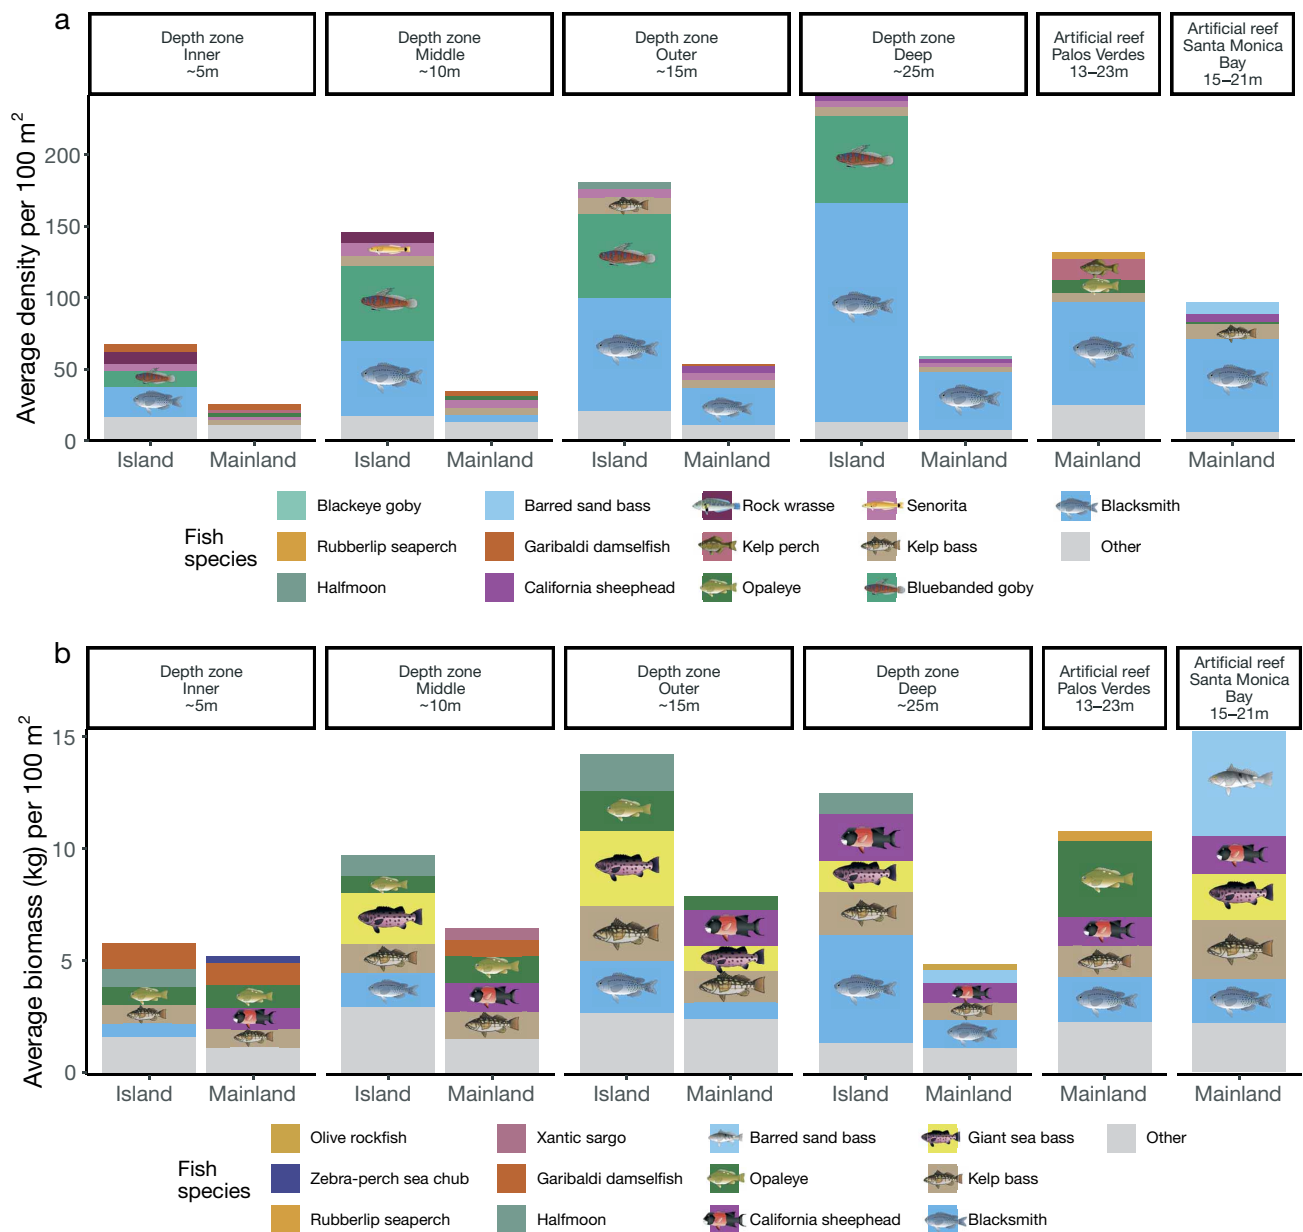 a
Depth zone
Inner
~5m
Depth zone
Middle
~10m
Depth zone
Outer
~15m
Depth zone
Deep
~25m
Artificial reef
Palos Verdes
13–23m
Artificial reef
Santa Monica
Bay
15–21m
Average density per 100 m²
200
150
100
50
0
Island
Mainland
Island
Mainland
Island
Mainland
Island
Mainland
Mainland
Mainland
Fish
species
Blackeye goby
Barred sand bass
Rock wrasse
Senorita
Blacksmith
Rubberlip seaperch
Garibaldi damselfish
Kelp perch
Kelp bass
Other
Halfmoon
California sheephead
Opaleye
Bluebanded goby
b
Depth zone
Inner
~5m
Depth zone
Middle
~10m
Depth zone
Outer
~15m
Depth zone
Deep
~25m
Artificial reef
Palos Verdes
13–23m
Artificial reef
Santa Monica
Bay
15–21m
Average biomass (kg) per 100 m²
15
10
5
0
Island
Mainland
Island
Mainland
Island
Mainland
Island
Mainland
Mainland
Mainland
Fish
species
Olive rockfish
Xantic sargo
Barred sand bass
Giant sea bass
Other
Zebra-perch sea chub
Garibaldi damselfish
Opaleye
Kelp bass
Rubberlip seaperch
Halfmoon
California sheephead
Blacksmith